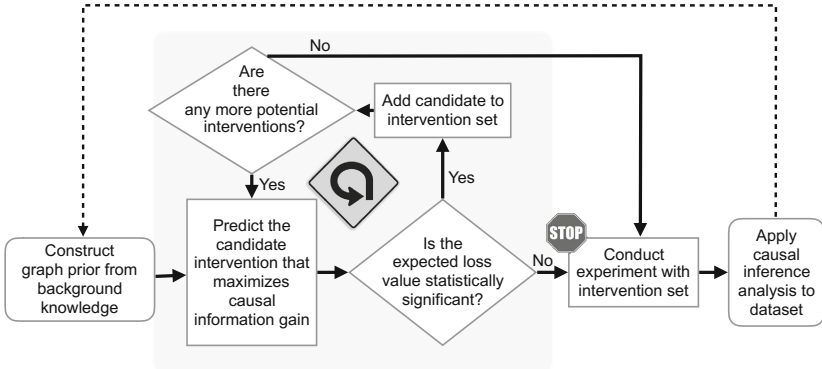 No
Are
there
any more potential
interventions?
Add candidate to
intervention set
Yes
Yes
Construct
graph prior from
background
knowledge
Predict the
candidate
intervention that
maximizes
causal
information gain
Is the
expected loss
value statistically
significant?
No
STOP
Conduct
experiment with
intervention set
Apply
causal
inference
analysis to
dataset